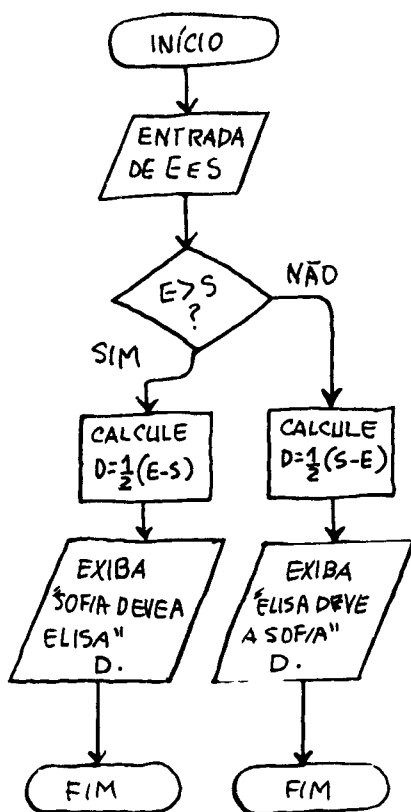 INÍCIO
ENTRADA
DE E e S
E > S
?
NÃO
SIM
CALCULE
D=½(E-S)
CALCULE
D=½(S-E)
EXIBA
"SOFIA DEVE A
ELISA"
D.
EXIBA
"ELISA DEVE
A SOFIA"
D.
FIM
FIM